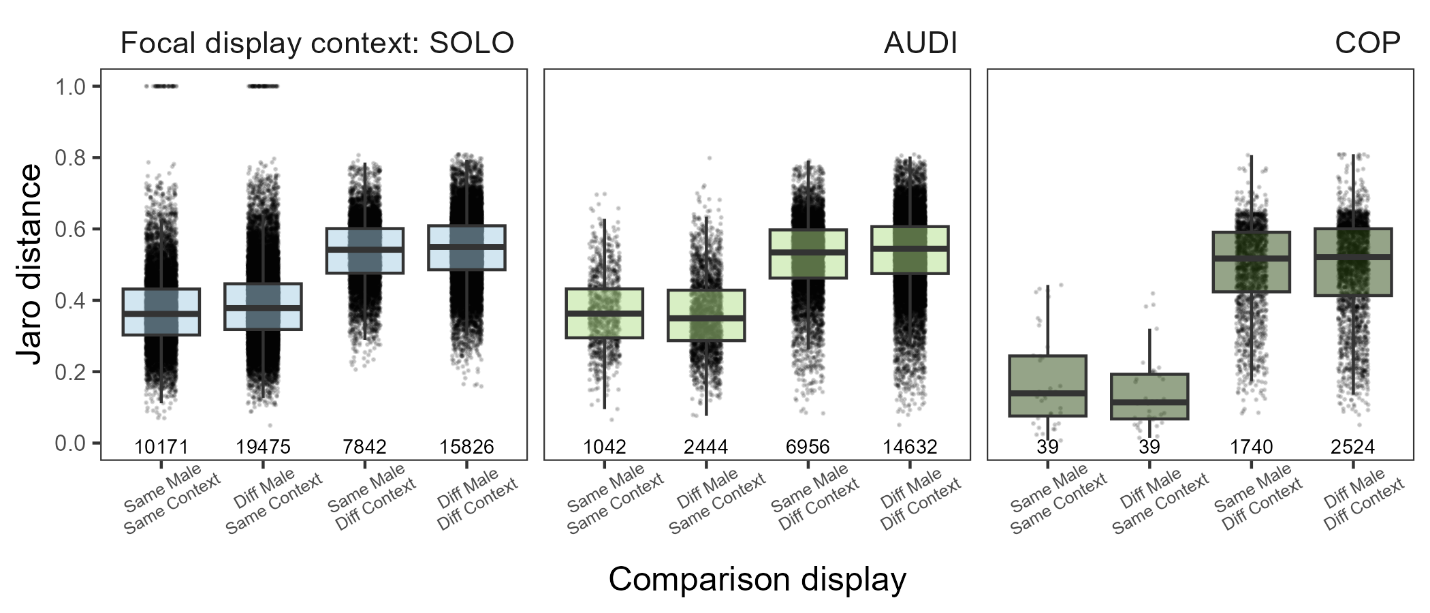 Focal display context: SOLO
AUDI
COP
Jaro distance
1.0
0.8
0.6
0.4
0.2
0.0
10171
19475
7842
15826
1042
2444
6956
14632
39
39
1740
2524
Same Male
Same Context
Diff Male
Same Context
Same Male
Diff Context
Diff Male
Diff Context
Same Male
Same Context
Diff Male
Same Context
Same Male
Diff Context
Diff Male
Diff Context
Same Male
Same Context
Diff Male
Same Context
Same Male
Diff Context
Diff Male
Diff Context
Comparison display